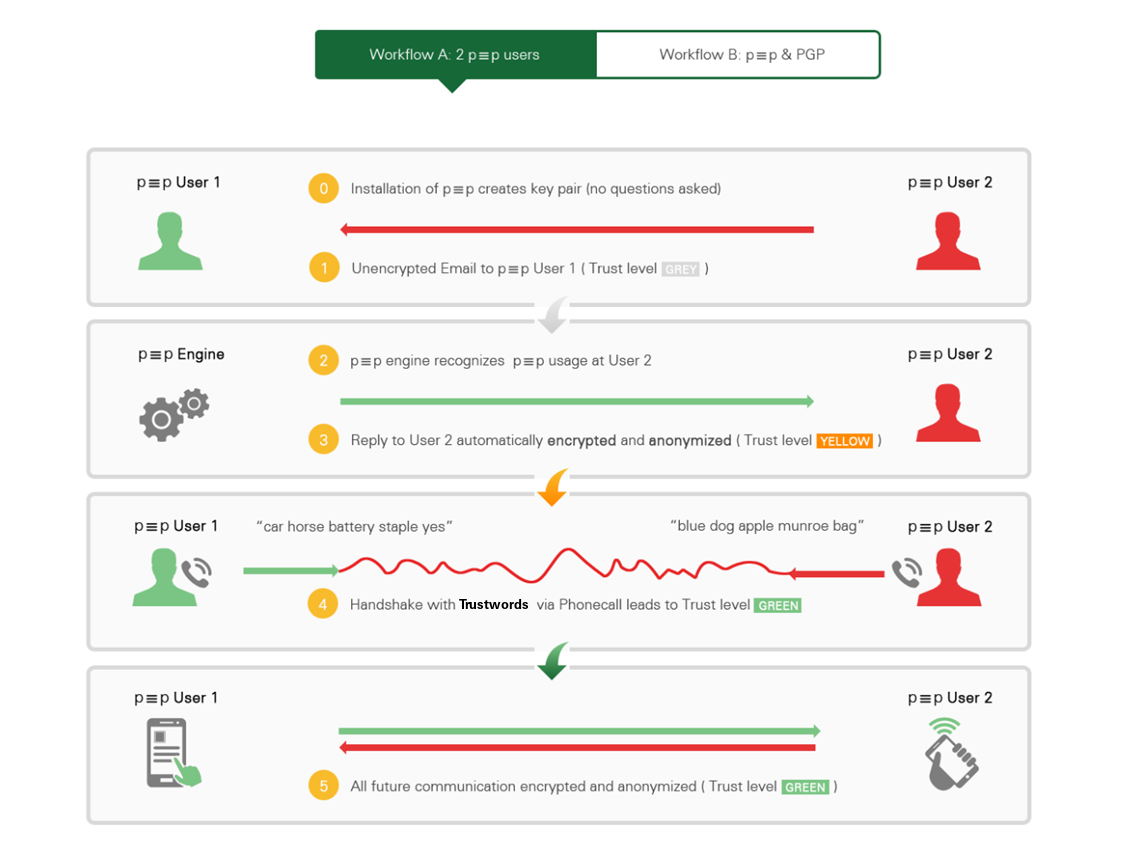 Workflow A: 2 p≡p users
Workflow B: p≡p & PGP
p≡p User 1
0 Installation of p≡p creates key pair (no questions asked)
p≡p User 2
1 Unencrypted Email to p≡p User 1 ( Trust level GREY )
p≡p Engine
2 p≡p engine recognizes p≡p usage at User 2
p≡p User 2
3 Reply to User 2 automatically encrypted and anonymized ( Trust level YELLOW )
p≡p User 1
“car horse battery staple yes”
“blue dog apple munroe bag”
p≡p User 2
4 Handshake with Trustwords via Phonecall leads to Trust level GREEN
p≡p User 1
p≡p User 2
5 All future communication encrypted and anonymized ( Trust level GREEN )